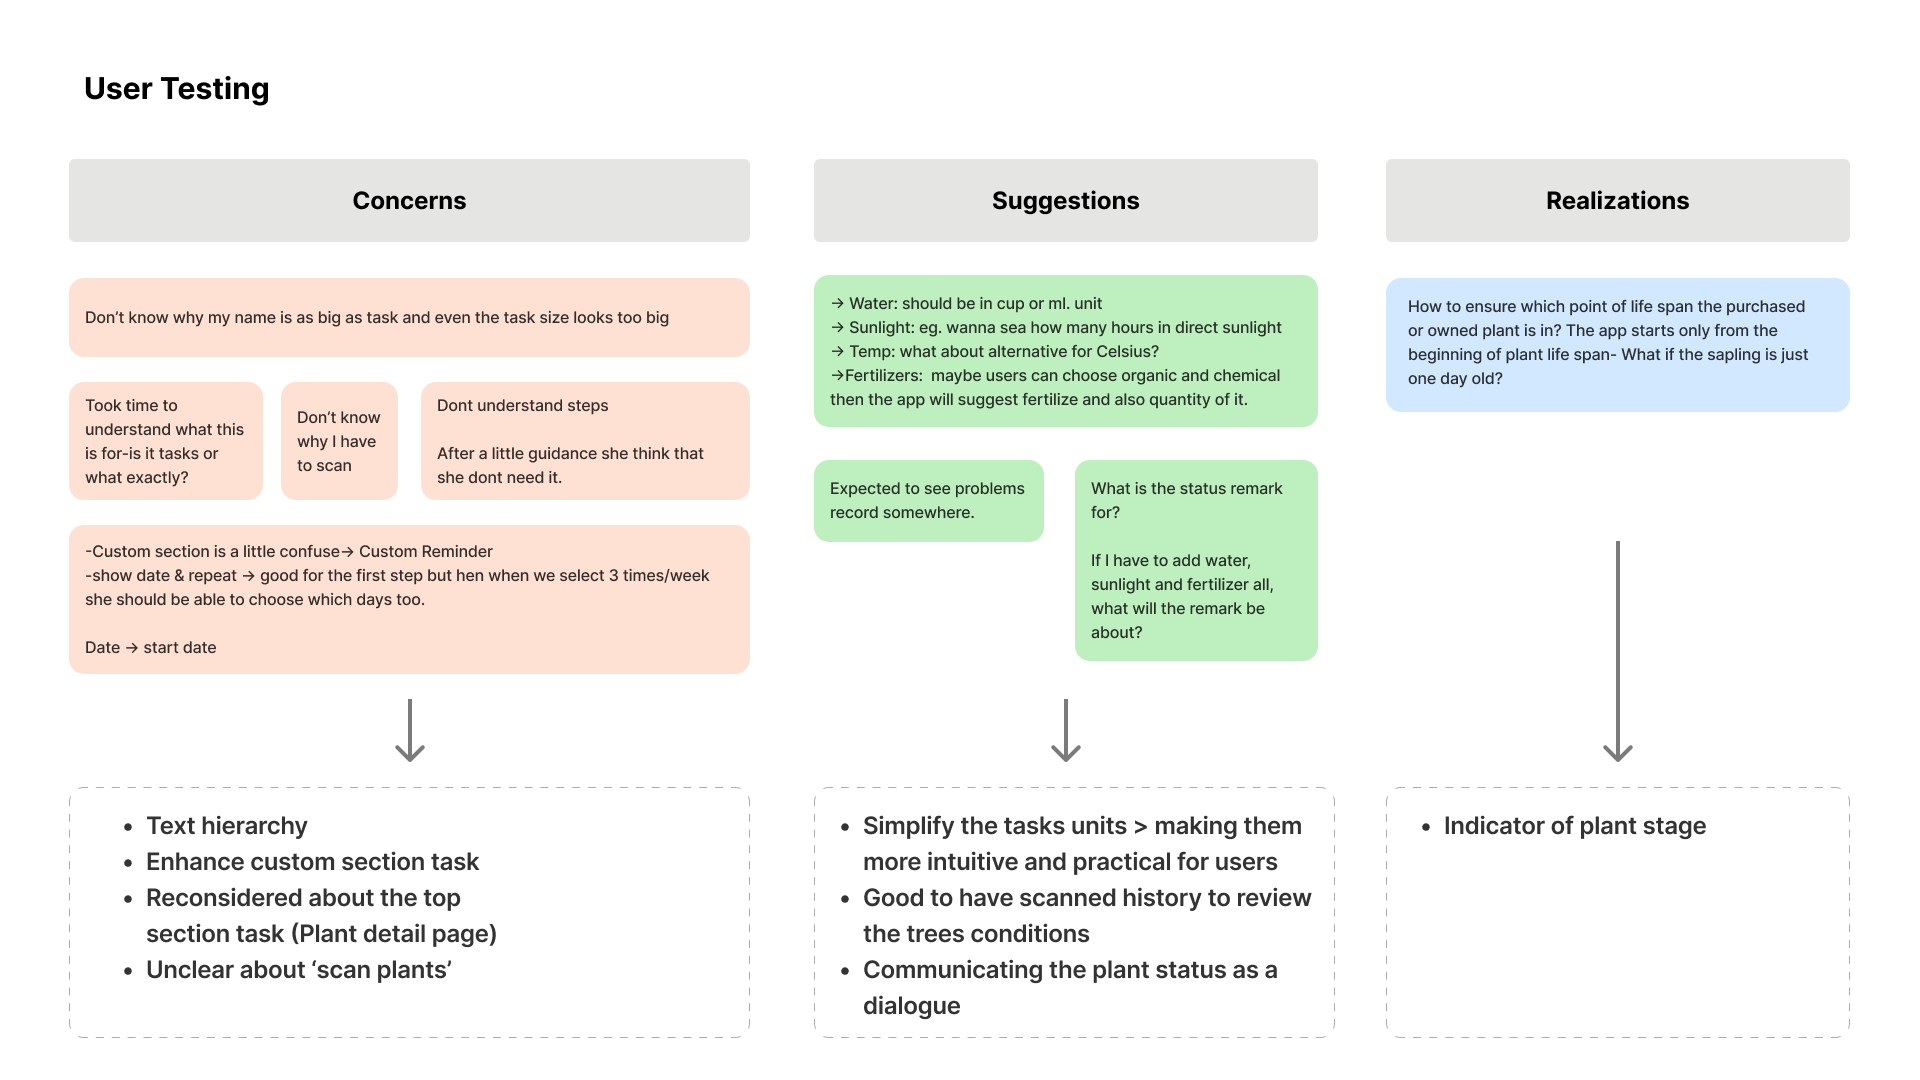 User Testing
Concerns
Don’t know why my name is as big as task and even the task size looks too big
Took time to
understand what this
is for-is it tasks or
what exactly?
Don’t know
why I have
to scan
Dont understand steps
After a little guidance she think that
she dont need it.
-Custom section is a little confuse→ Custom Reminder
-show date & repeat → good for the first step but hen when we select 3 times/week
she should be able to choose which days too.
Date → start date
• Text hierarchy
• Enhance custom section task
• Reconsidered about the top
section task (Plant detail page)
• Unclear about ‘scan plants’
Suggestions
→ Water: should be in cup or ml. unit
→ Sunlight: eg. wanna sea how many hours in direct sunlight
→ Temp: what about alternative for Celsius?
→Fertilizers:  maybe users can choose organic and chemical
then the app will suggest fertilize and also quantity of it.
Expected to see problems
record somewhere.
What is the status remark
for?
If I have to add water,
sunlight and fertilizer all,
what will the remark be
about?
• Simplify the tasks units > making them
more intuitive and practical for users
• Good to have scanned history to review
the trees conditions
• Communicating the plant status as a
dialogue
Realizations
How to ensure which point of life span the purchased
or owned plant is in? The app starts only from the
beginning of plant life span- What if the sapling is just
one day old?
• Indicator of plant stage